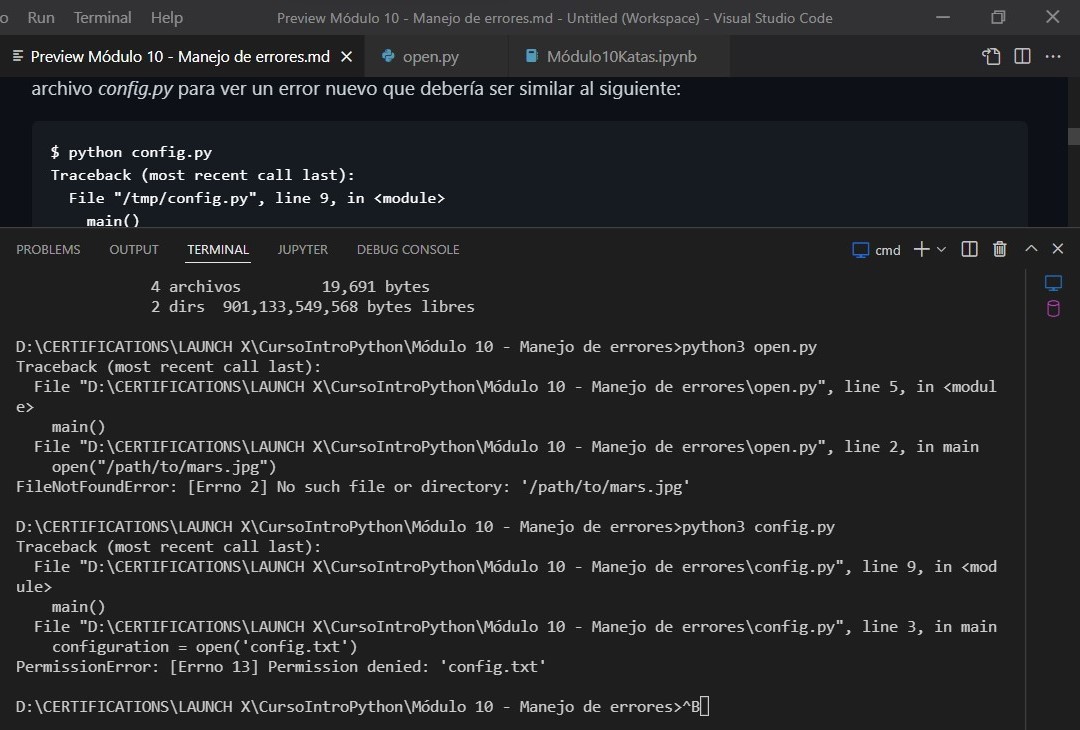 Run Terminal Help Preview Módulo 10 - Manejo de errores.md - Untitled (Workspace) - Visual Studio Code
Preview Módulo 10 - Manejo de errores.md open.py Módulo10Katas.ipynb
archivo config.py para ver un error nuevo que debería ser similar al siguiente:
$ python config.py
Traceback (most recent call last):
File "/tmp/config.py", line 9, in <module>
main()
PROBLEMS OUTPUT TERMINAL JUPYTER DEBUG CONSOLE cmd
4 archivos 19,691 bytes
2 dirs 901,133,549,568 bytes libres
D:\CERTIFICATIONS\LAUNCH X\CursoIntroPython\Módulo 10 - Manejo de errores>python3 open.py
Traceback (most recent call last):
File "D:\CERTIFICATIONS\LAUNCH X\CursoIntroPython\Módulo 10 - Manejo de errores\open.py", line 5, in <modul
e>
main()
File "D:\CERTIFICATIONS\LAUNCH X\CursoIntroPython\Módulo 10 - Manejo de errores\open.py", line 2, in main
open("/path/to/mars.jpg")
FileNotFoundError: [Errno 2] No such file or directory: '/path/to/mars.jpg'
D:\CERTIFICATIONS\LAUNCH X\CursoIntroPython\Módulo 10 - Manejo de errores>python3 config.py
Traceback (most recent call last):
File "D:\CERTIFICATIONS\LAUNCH X\CursoIntroPython\Módulo 10 - Manejo de errores\config.py", line 9, in <mod
ule>
main()
File "D:\CERTIFICATIONS\LAUNCH X\CursoIntroPython\Módulo 10 - Manejo de errores\config.py", line 3, in main
configuration = open('config.txt')
PermissionError: [Errno 13] Permission denied: 'config.txt'
D:\CERTIFICATIONS\LAUNCH X\CursoIntroPython\Módulo 10 - Manejo de errores>^B